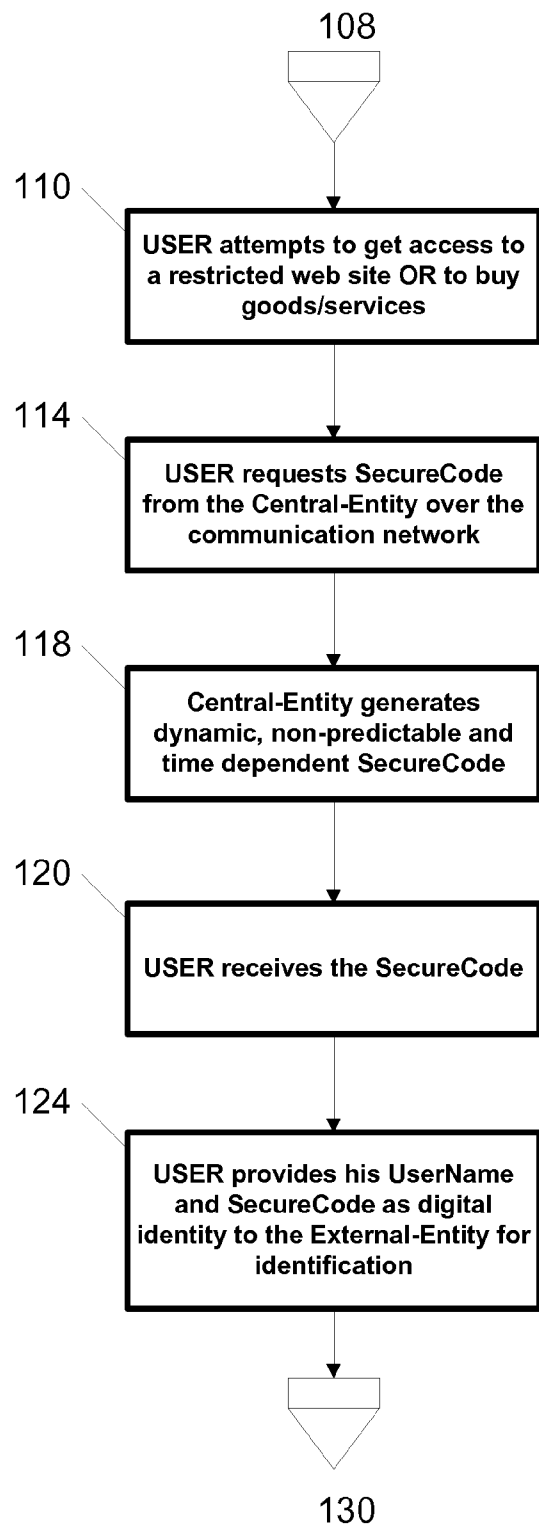 108
110
USER attempts to get access to
a restricted web site OR to buy
goods/services
114
USER requests SecureCode
from the Central-Entity over the
communication network
118
Central-Entity generates
dynamic, non-predictable and
time dependent SecureCode
120
USER receives the SecureCode
124
USER provides his UserName
and SecureCode as digital
identity to the External-Entity for
identification
130